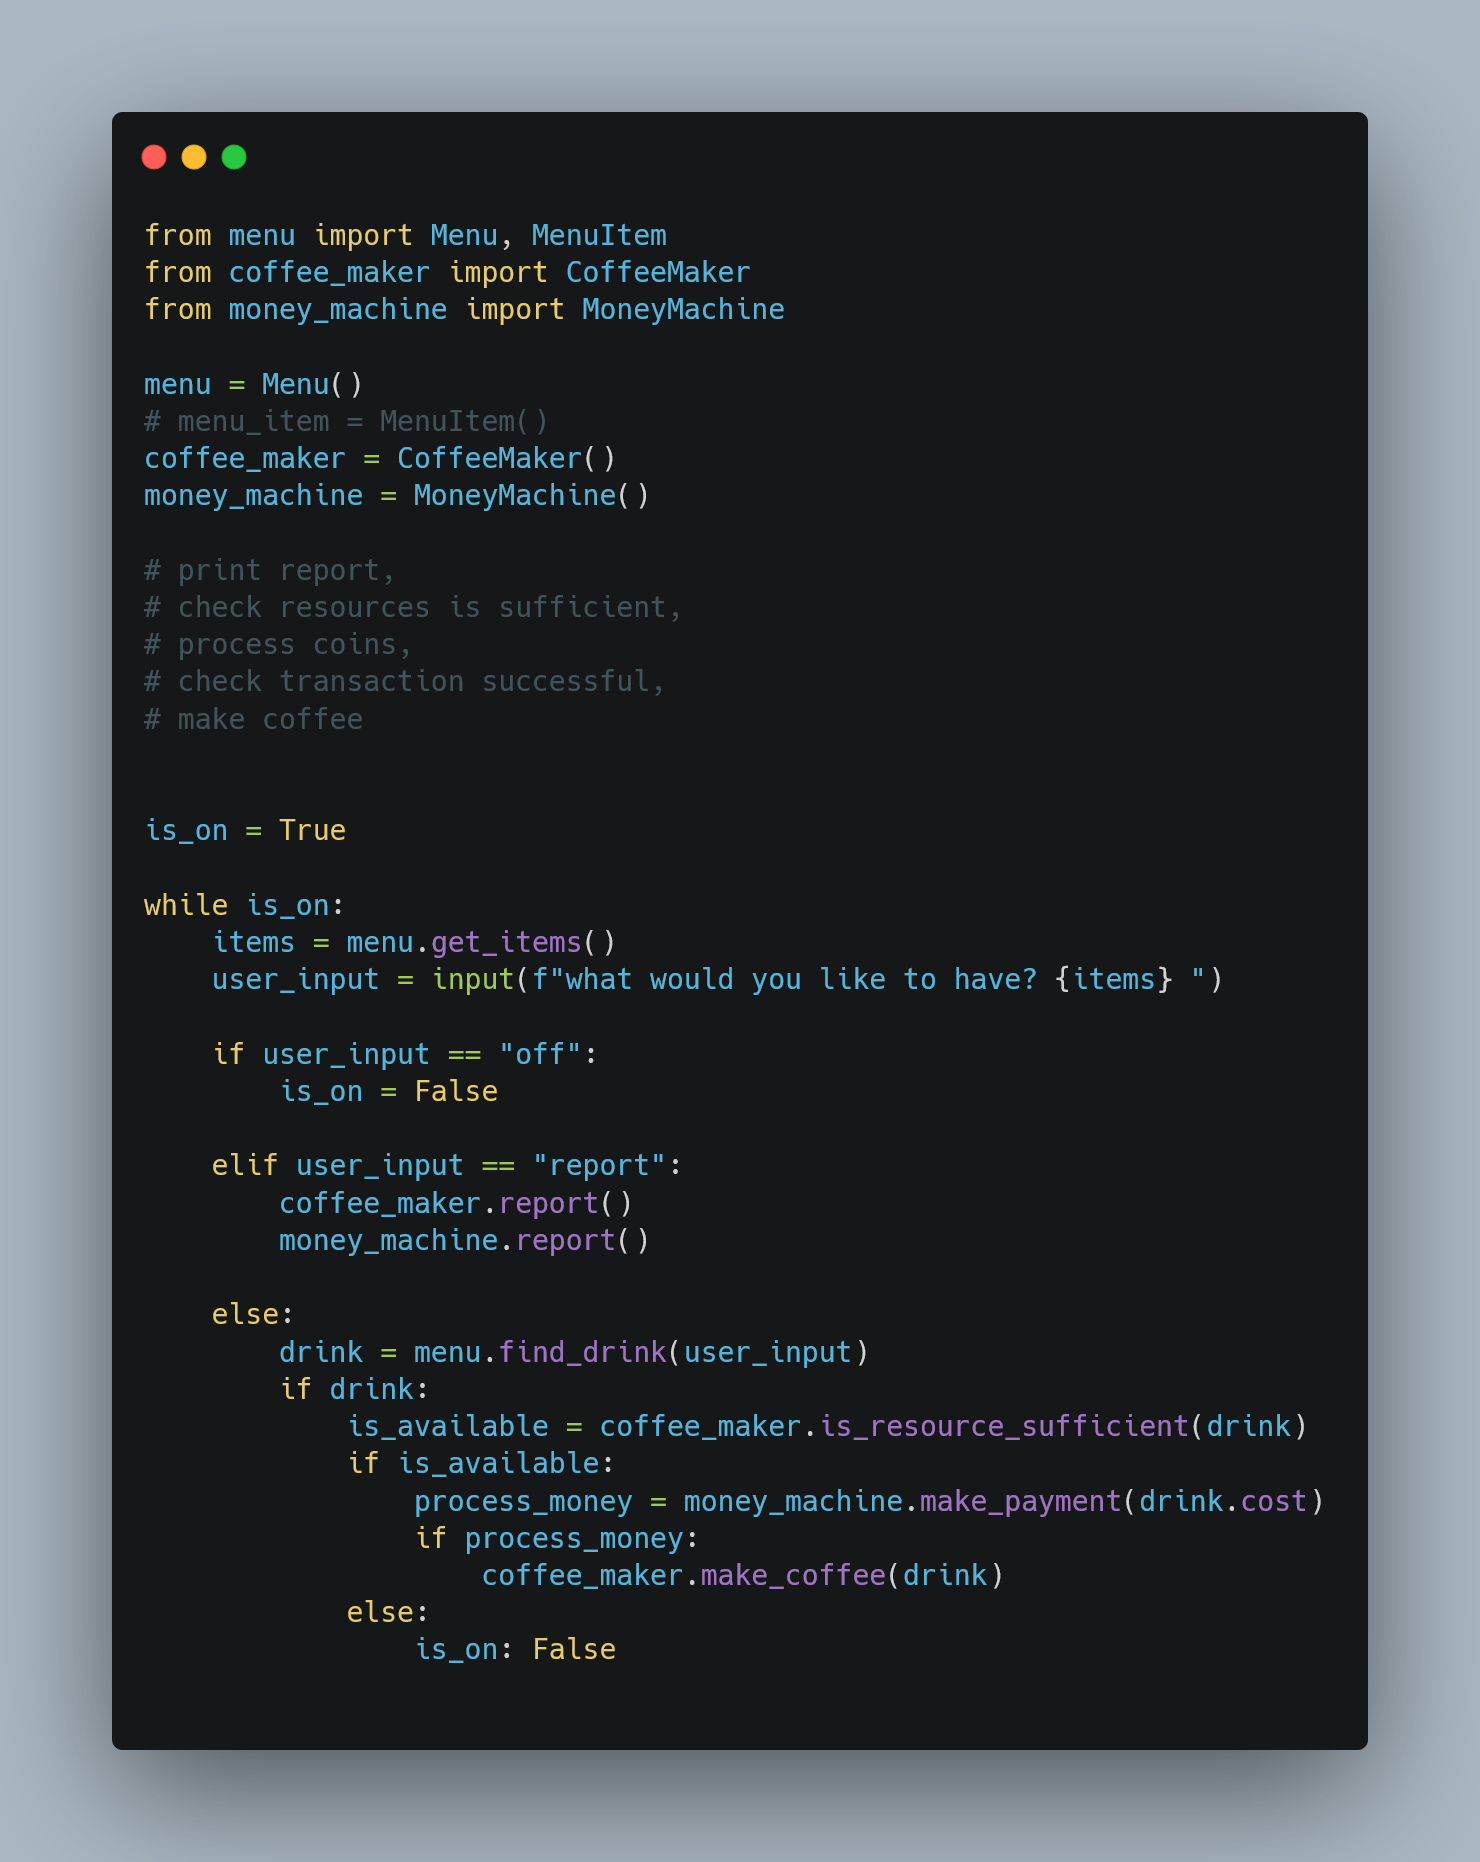 from menu import Menu, MenuItem
from coffee_maker import CoffeeMaker
from money_machine import MoneyMachine

menu = Menu()
# menu_item = MenuItem()
coffee_maker = CoffeeMaker()
money_machine = MoneyMachine()

# print report,
# check resources is sufficient,
# process coins,
# check transaction successful,
# make coffee


is_on = True

while is_on:
    items = menu.get_items()
    user_input = input(f"what would you like to have? {items} ")

    if user_input == "off":
        is_on = False

    elif user_input == "report":
        coffee_maker.report()
        money_machine.report()

    else:
        drink = menu.find_drink(user_input)
        if drink:
            is_available = coffee_maker.is_resource_sufficient(drink)
            if is_available:
                process_money = money_machine.make_payment(drink.cost)
                if process_money:
                    coffee_maker.make_coffee(drink)
            else:
                is_on: False